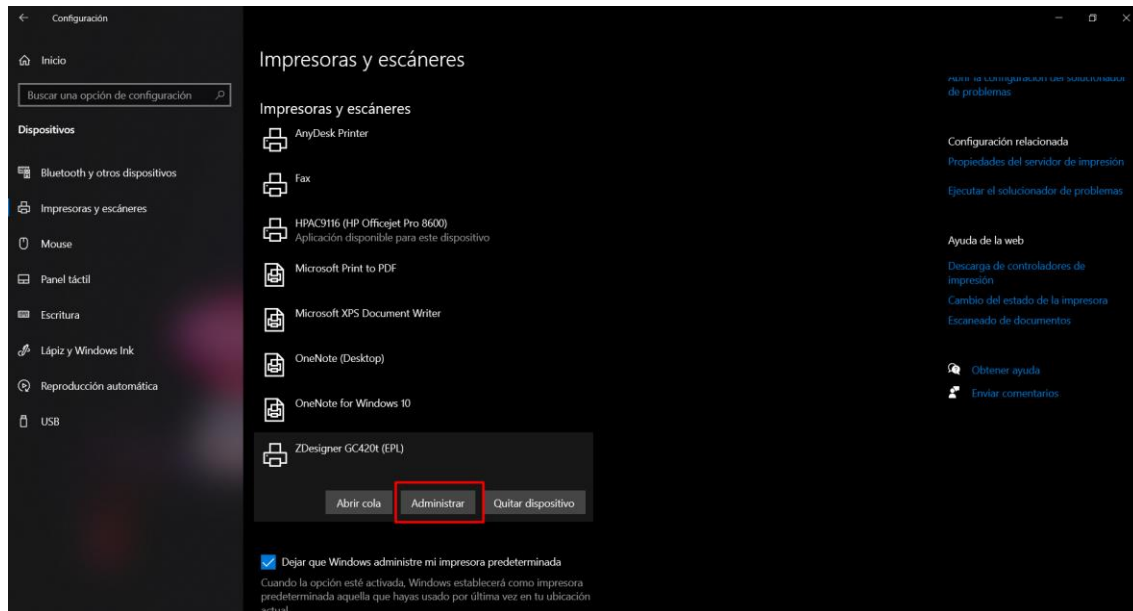 Configuración
Inicio
Buscar una opción de configuración
Dispositivos
Bluetooth y otros dispositivos
Impresoras y escáneres
Mouse
Panel táctil
Escritura
Lápiz y Windows Ink
Reproducción automática
USB
Impresoras y escáneres
Impresoras y escáneres
AnyDesk Printer
Fax
HPAC9116 (HP Officejet Pro 8600)
Aplicación disponible para este dispositivo
Microsoft Print to PDF
Microsoft XPS Document Writer
OneNote (Desktop)
OneNote for Windows 10
ZDesigner GC420t (EPL)
Abrir cola Administrar Quitar dispositivo
Dejar que Windows administre mi impresora predeterminada
Cuando la opción esté activada, Windows establecerá como impresora
predeterminada aquella que hayas usado por última vez en tu ubicación
actual.
Abrir la configuración del solucionador
de problemas
Configuración relacionada
Propiedades del servidor de impresión
Ejecutar el solucionador de problemas
Ayuda de la web
Descarga de controladores de
impresión
Cambio del estado de la impresora
Escaneado de documentos
Obtener ayuda
Enviar comentarios